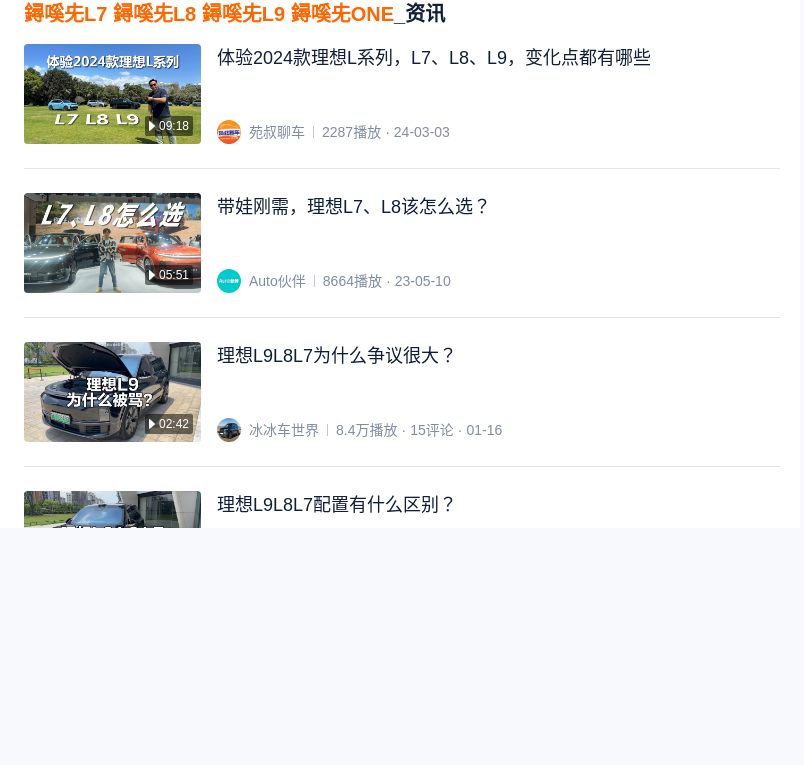 鐞嗘兂L7 鐞嗘兂L8 鐞嗘兂L9 鐞嗘兂ONE_资讯
体验2024款理想L系列
L7 L8 L9
09:18
体验2024款理想L系列，L7、L8、L9，变化点都有哪些
苑叔聊车 2287播放 · 24-03-03
L7、L8怎么选
05:51
带娃刚需，理想L7、L8该怎么选？
Auto伙伴 8664播放 · 23-05-10
理想L9
为什么被骂?
02:42
理想L9L8L7为什么争议很大？
冰冰车世界 8.4万播放 · 15评论 · 01-16
理想L9L8L7配置有什么区别？